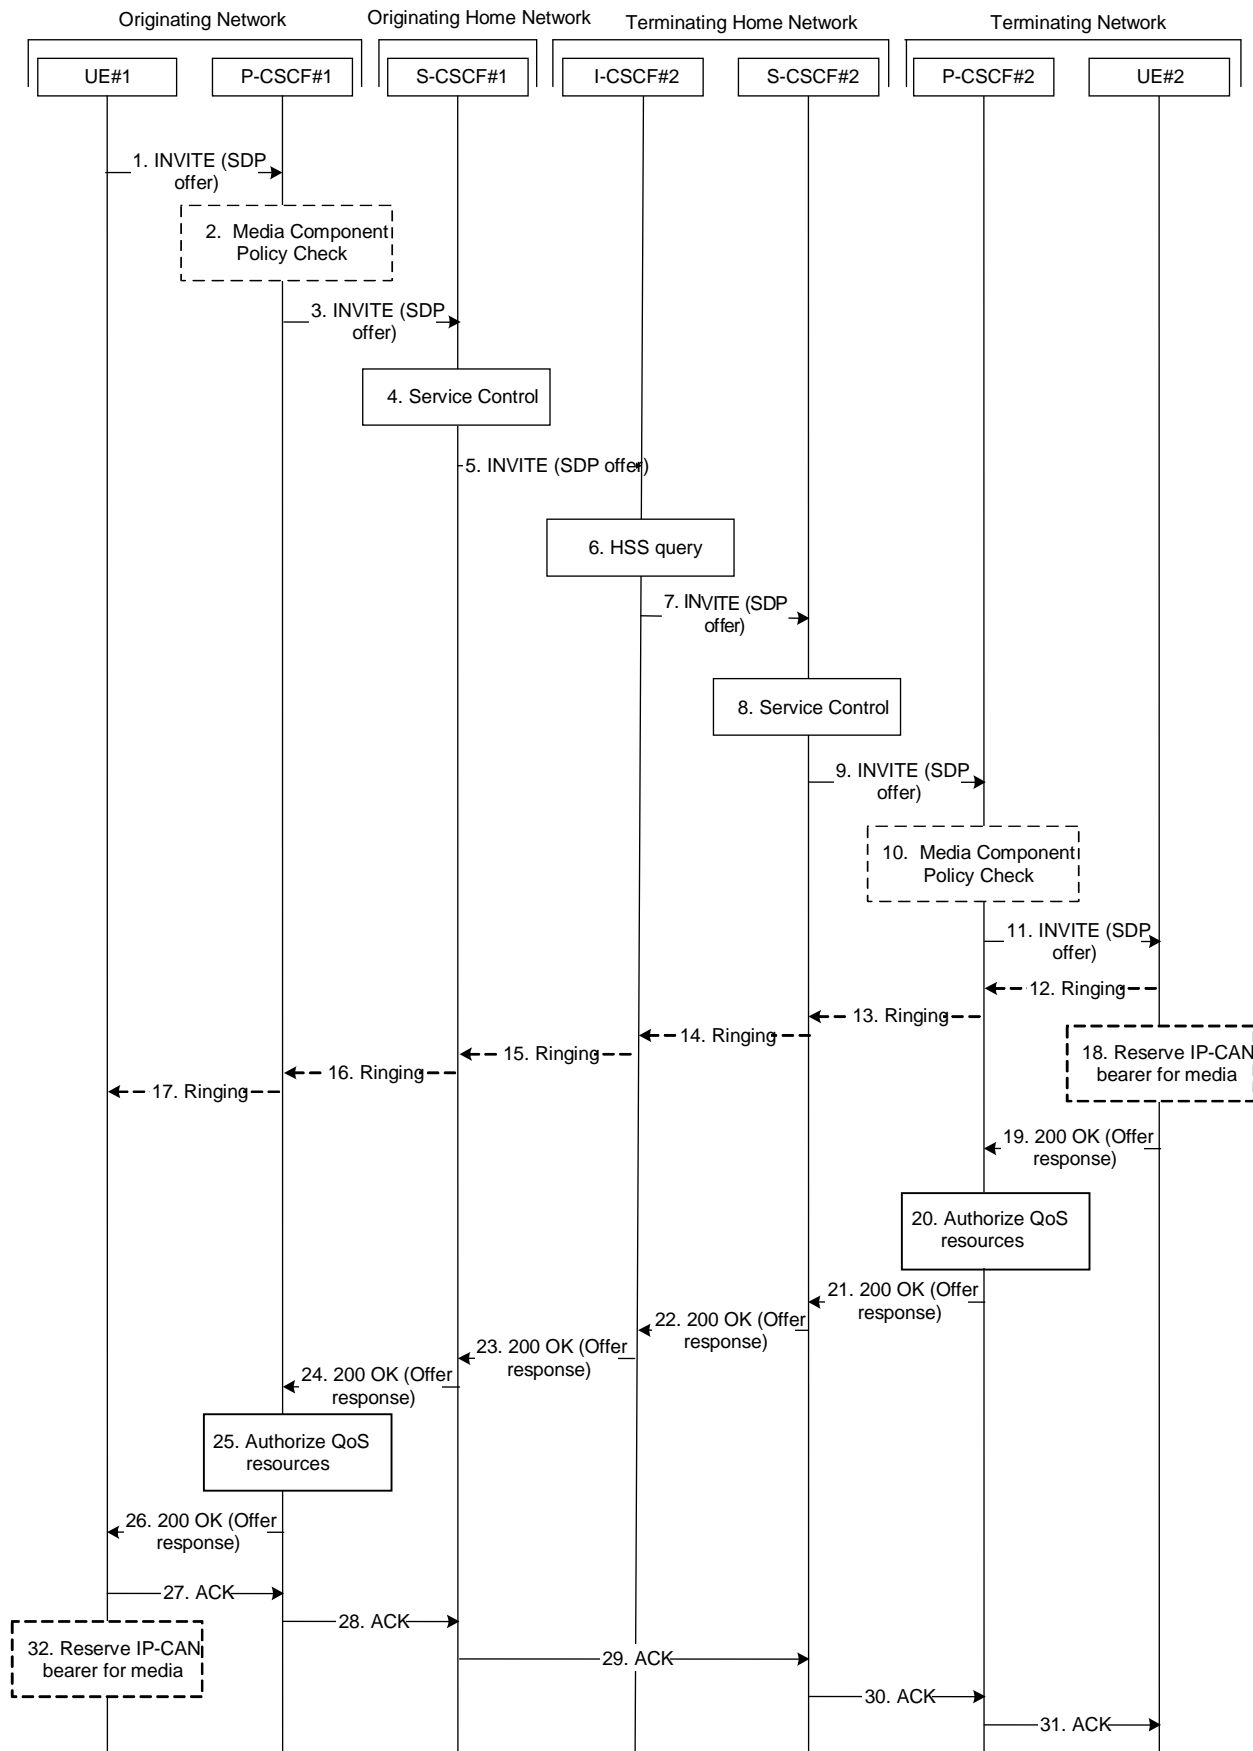 Originating Network
Originating Home Network
Terminating Home Network
Terminating Network
UE#1
P-CSCF#1
S-CSCF#1
I-CSCF#2
S-CSCF#2
P-CSCF#2
UE#2
1. INVITE (SDP
offer)
2. Media Component
Policy Check
3. INVITE (SDP
offer)
4. Service Control
5. INVITE (SDP offer)
6. HSS query
7. INVITE (SDP
offer)
8. Service Control
9. INVITE (SDP
offer)
10. Media Component
Policy Check
11. INVITE (SDP
offer)
12. Ringing
13. Ringing
14. Ringing
15. Ringing
16. Ringing
17. Ringing
18. Reserve IP-CAN
bearer for media
19. 200 OK (Offer
response)
20. Authorize QoS
resources
21. 200 OK (Offer
response)
22. 200 OK (Offer
response)
23. 200 OK (Offer
response)
24. 200 OK (Offer
response)
25. Authorize QoS
resources
26. 200 OK (Offer
response)
27. ACK
28. ACK
32. Reserve IP-CAN
bearer for media
29. ACK
30. ACK
31. ACK